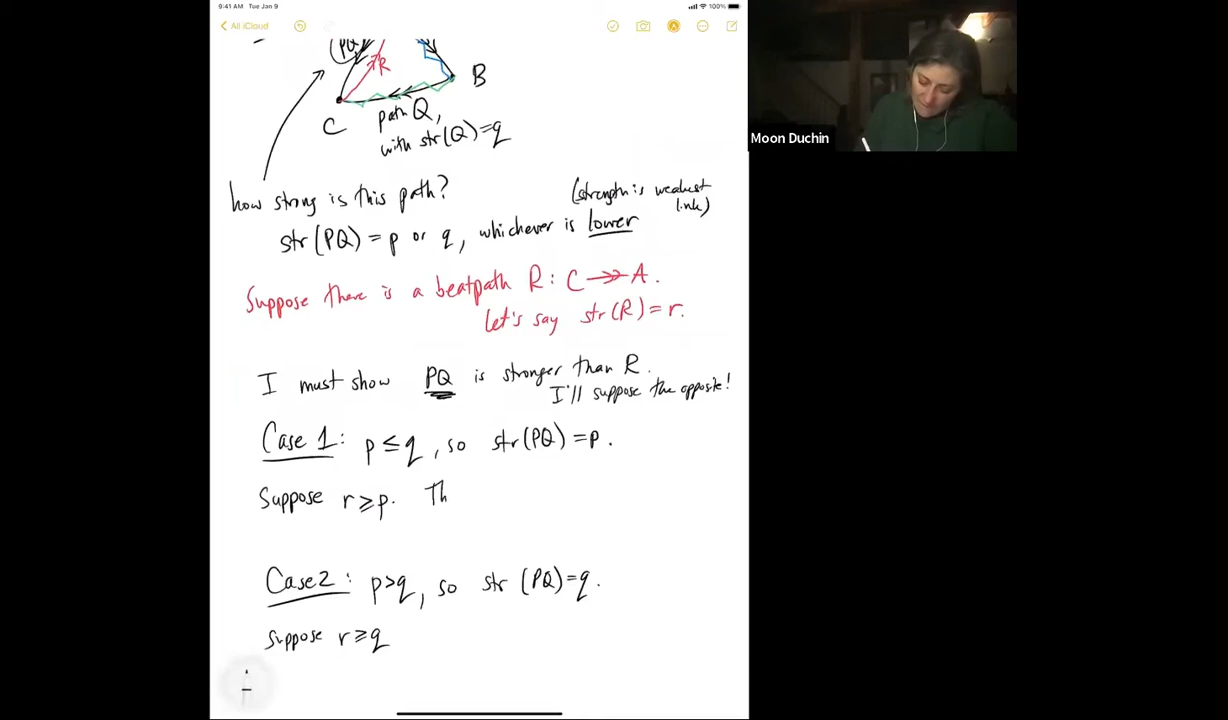 9:41 AM Tue Jan 9
100%
All iCloud
PQ
R
B
C
path Q,
with str(Q)=q
how strong is this path?
(strength is weakest
link)
str(PQ) = p or q, whichever is lower
Suppose there is a beatpath R: C ↠ A.
Let's say str(R) = r.
I must show PQ is stronger than R.
I'll suppose the opposite!
Case 1: p ≤ q, so str(PQ) = p.
Suppose r ≥ p. Th
Case 2: p > q, so str (PQ) = q.
Suppose r ≥ q
Moon Duchin